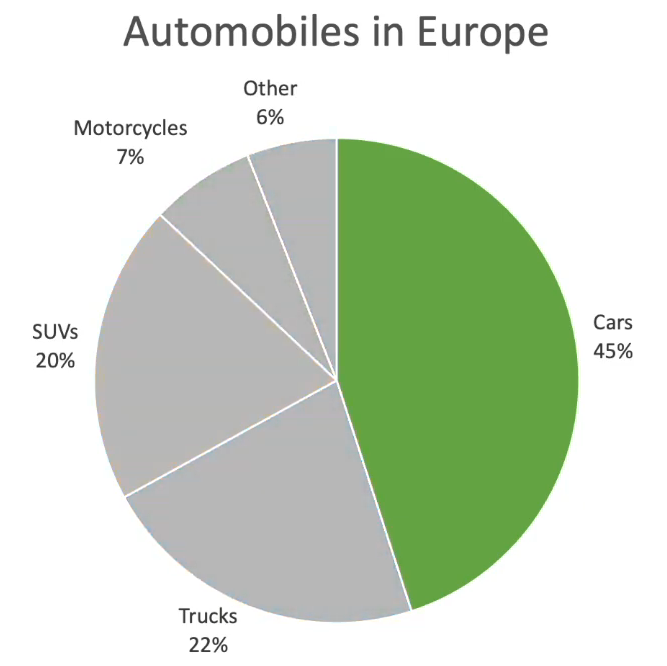 Automobiles in Europe
Other
6%
Motorcycles
7%
SUVs
20%
Cars
45%
Trucks
22%